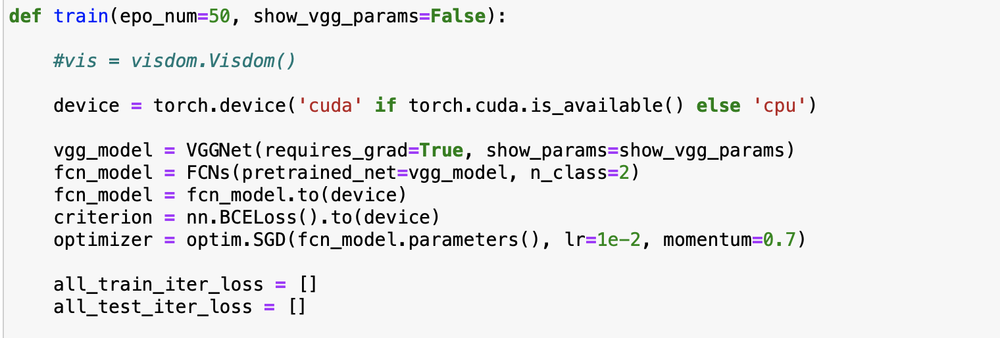 def train(epo_num=50, show_vgg_params=False):
    #vis = visdom.Visdom()
    device = torch.device('cuda' if torch.cuda.is_available() else 'cpu')
    vgg_model = VGGNet(requires_grad=True, show_params=show_vgg_params)
    fcn_model = FCNs(pretrained_net=vgg_model, n_class=2)
    fcn_model = fcn_model.to(device)
    criterion = nn.BCELoss().to(device)
    optimizer = optim.SGD(fcn_model.parameters(), lr=1e-2, momentum=0.7)
    all_train_iter_loss = []
    all_test_iter_loss = []